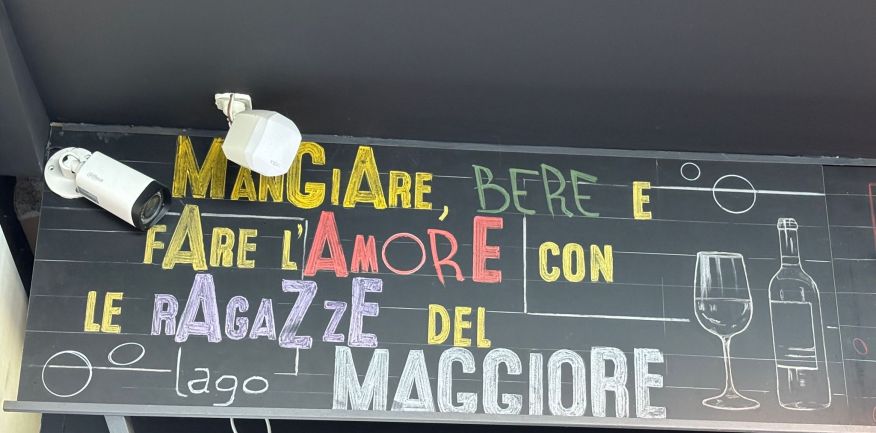 MANGIARE, BERE E
FARE L'AMORE CON
LE RAGAZZE DEL
lago MAGGIORE